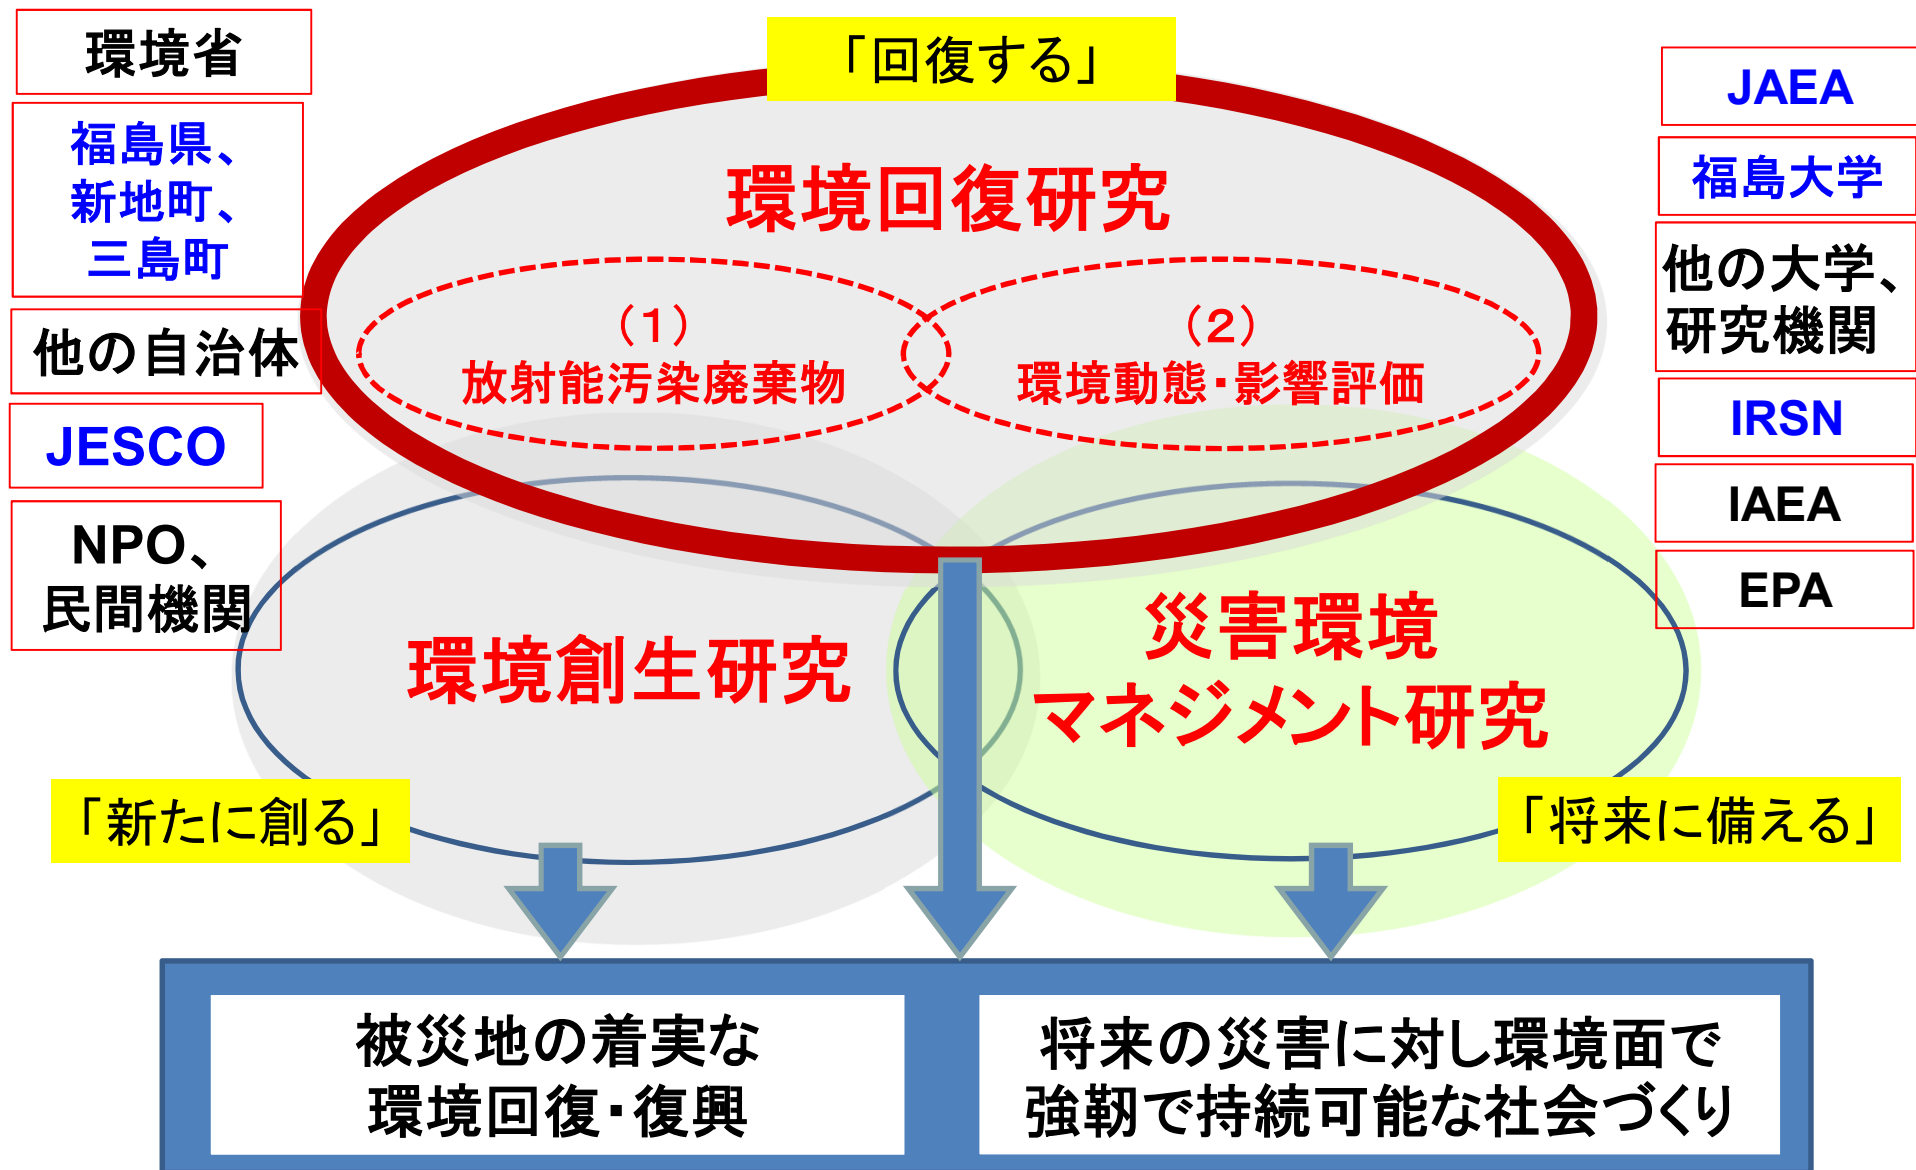 環境省
福島県、
新地町、
三島町
他の自治体
JESCO
NPO、
民間機関
「回復する」
環境回復研究
(1)
放射能汚染廃棄物
(2)
環境動態・影響評価
JAEA
福島大学
他の大学、
研究機関
IRSN
IAEA
EPA
環境創生研究
災害環境
マネジメント研究
「新たに創る」
「将来に備える」
被災地の着実な
環境回復・復興
将来の災害に対し環境面で
強靭で持続可能な社会づくり